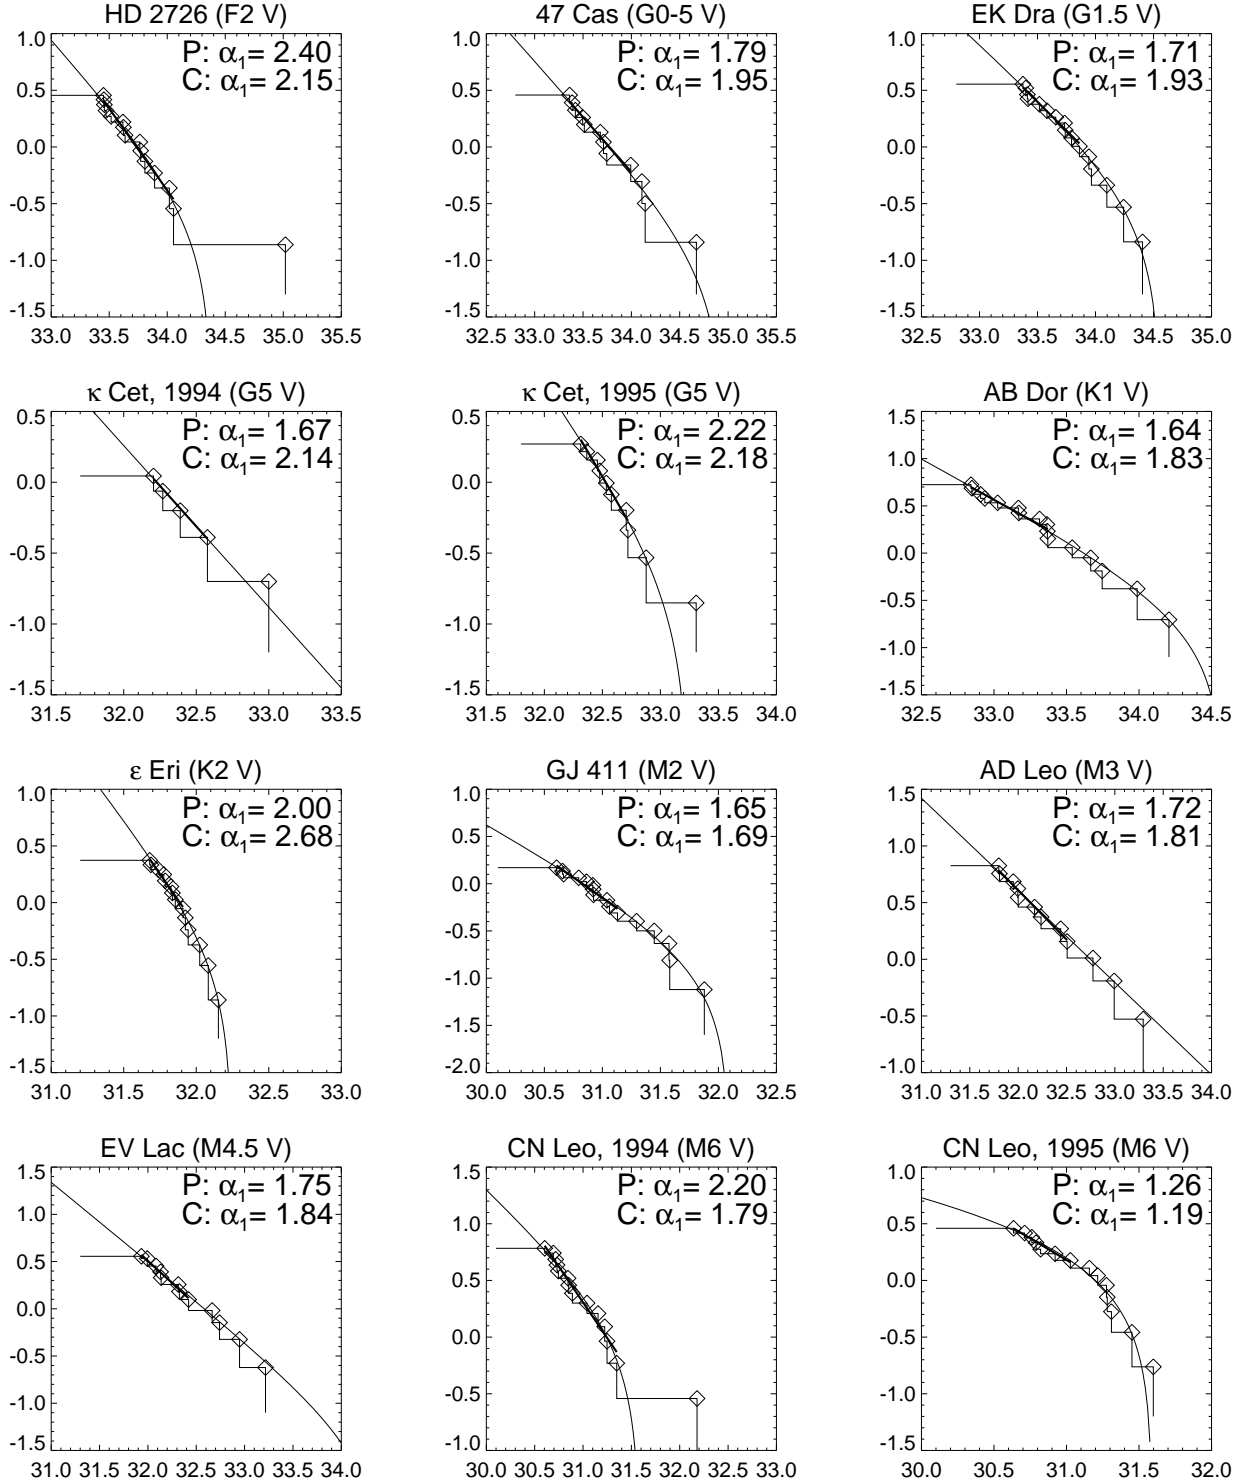 HD 2726 (F2 V)
P: α1= 2.40
C: α1= 2.15
1.0
0.5
0.0
-0.5
-1.0
-1.5
33.0 33.5 34.0 34.5 35.0 35.5
47 Cas (G0-5 V)
P: α1= 1.79
C: α1= 1.95
1.0
0.5
0.0
-0.5
-1.0
-1.5
32.5 33.0 33.5 34.0 34.5 35.0 35.5
EK Dra (G1.5 V)
P: α1= 1.71
C: α1= 1.93
1.0
0.5
0.0
-0.5
-1.0
-1.5
32.5 33.0 33.5 34.0 34.5 35.0
κ Cet, 1994 (G5 V)
P: α1= 1.67
C: α1= 2.14
0.5
0.0
-0.5
-1.0
-1.5
31.5 32.0 32.5 33.0 33.5
κ Cet, 1995 (G5 V)
P: α1= 2.22
C: α1= 2.18
0.5
0.0
-0.5
-1.0
-1.5
31.5 32.0 32.5 33.0 33.5 34.0
AB Dor (K1 V)
P: α1= 1.64
C: α1= 1.83
1.5
1.0
0.5
0.0
-0.5
-1.0
-1.5
32.5 33.0 33.5 34.0 34.5
ε Eri (K2 V)
P: α1= 2.00
C: α1= 2.68
1.0
0.5
0.0
-0.5
-1.0
-1.5
31.0 31.5 32.0 32.5 33.0
GJ 411 (M2 V)
P: α1= 1.65
C: α1= 1.69
1.0
0.5
0.0
-0.5
-1.0
-1.5
-2.0
30.0 30.5 31.0 31.5 32.0 32.5
AD Leo (M3 V)
P: α1= 1.72
C: α1= 1.81
1.5
1.0
0.5
0.0
-0.5
-1.0
31.0 31.5 32.0 32.5 33.0 33.5 34.0
EV Lac (M4.5 V)
P: α1= 1.75
C: α1= 1.84
1.5
1.0
0.5
0.0
-0.5
-1.0
-1.5
31.0 31.5 32.0 32.5 33.0 33.5 34.0
CN Leo, 1994 (M6 V)
P: α1= 2.20
C: α1= 1.79
1.5
1.0
0.5
0.0
-0.5
-1.0
30.0 30.5 31.0 31.5 32.0 32.5 33.0
CN Leo, 1995 (M6 V)
P: α1= 1.26
C: α1= 1.19
1.0
0.5
0.0
-0.5
-1.0
-1.5
30.0 30.5 31.0 31.5 32.0